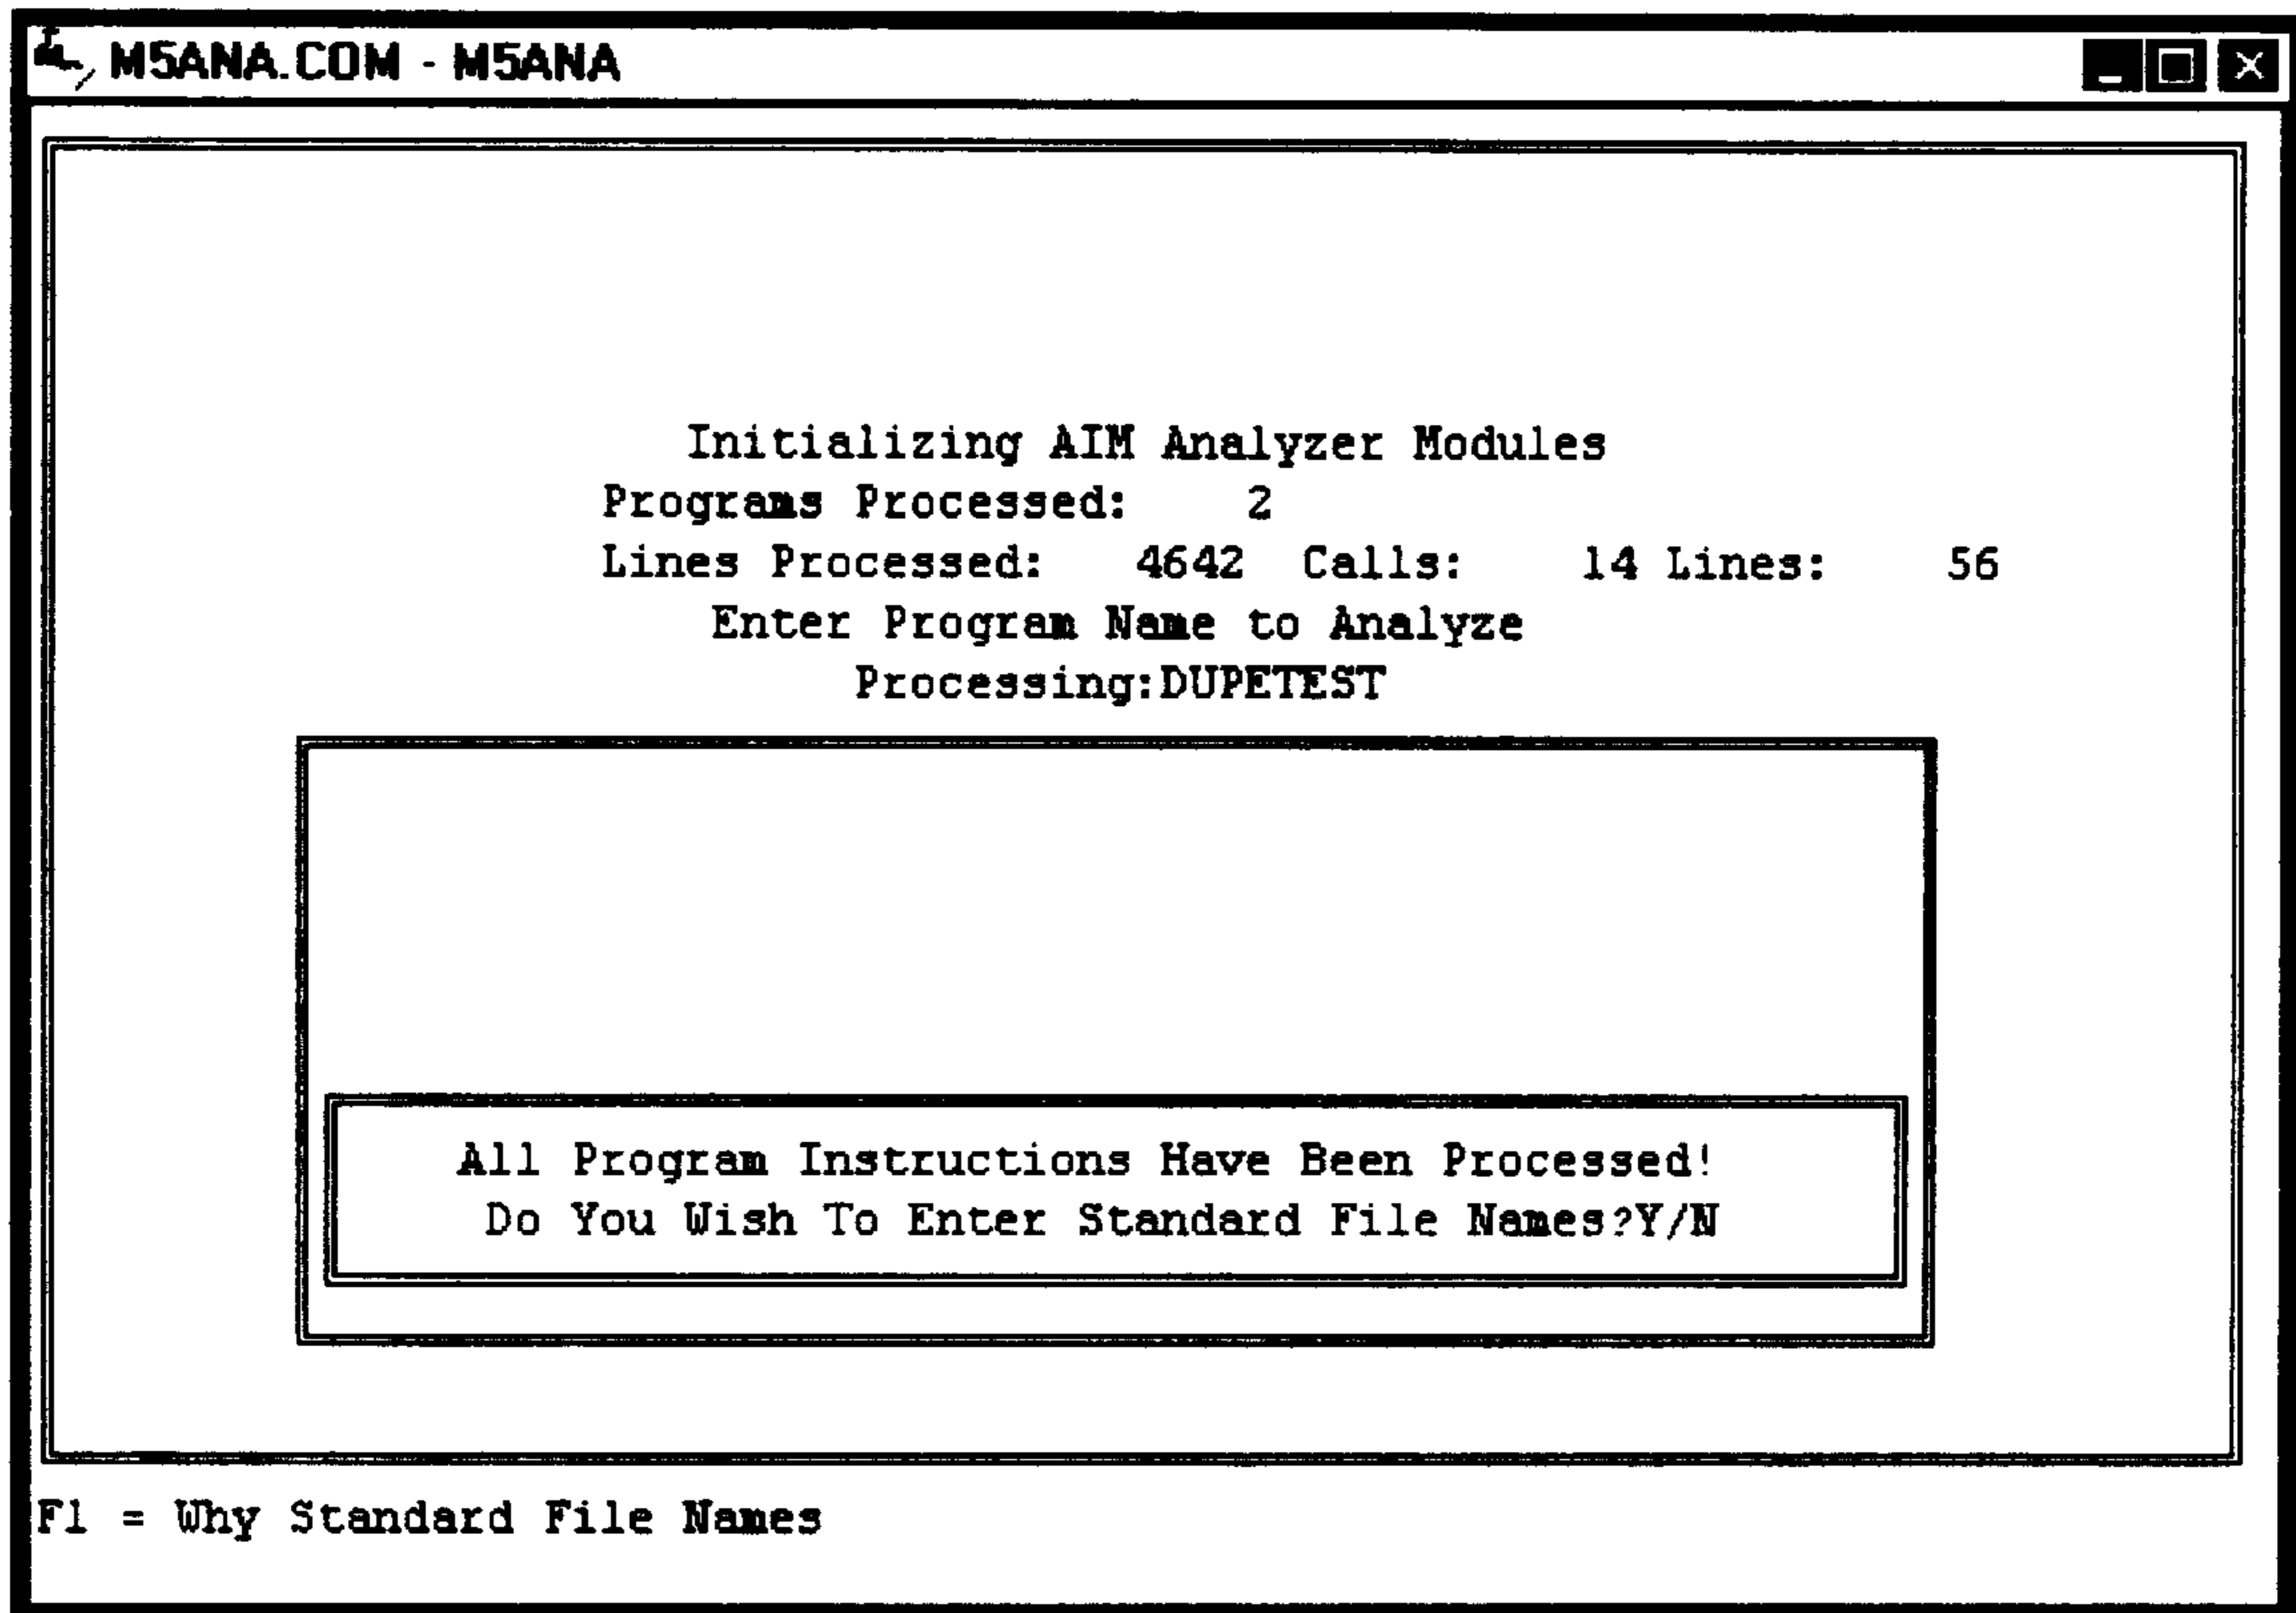 M5ANA.COM - M5ANA
Initializing AIM Analyzer Modules
Programs Processed: 2
Lines Processed: 4642 Calls: 14 Lines: 56
Enter Program Name to Analyze
Processing:DUPETEST
All Program Instructions Have Been Processed!
Do You Wish To Enter Standard File Names?Y/N
F1 = Why Standard File Names